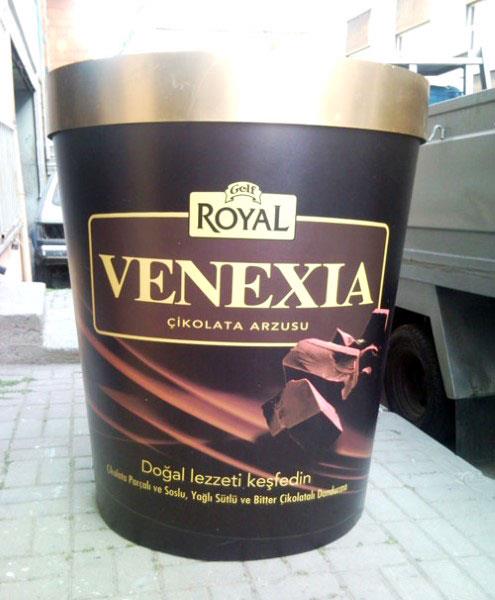 Golf
ROYAL
VENEXIA
ÇİKOLATA ARZUSU
Doğal lezzeti keşfedin
Çikolata Parçalı ve Soslu, Yağlı Sütlü ve Bitter Çikolatalı Dondurma